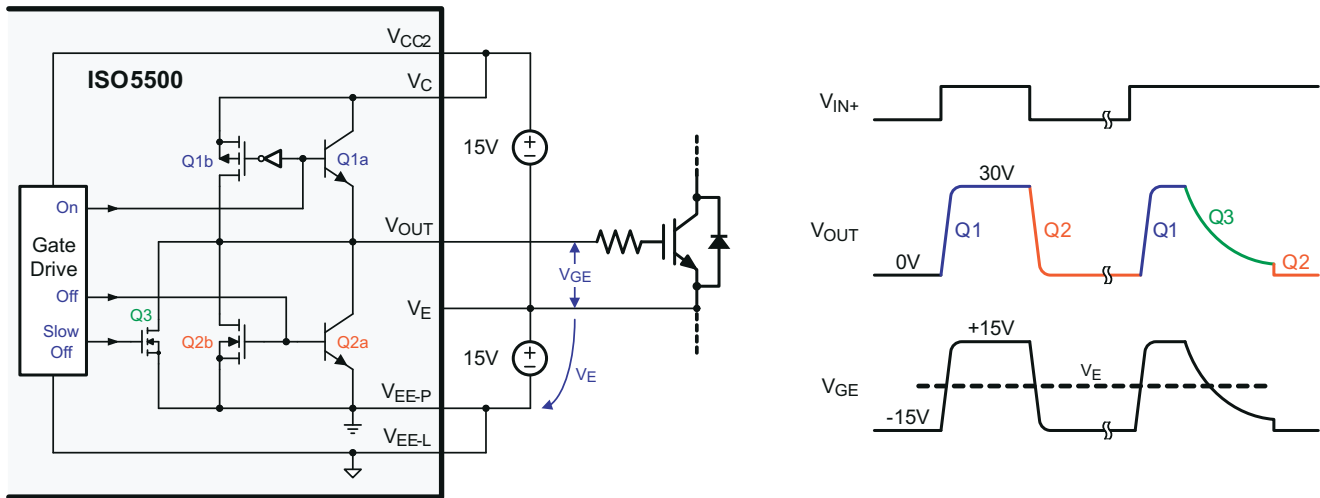 ISO5500
VCC2
VC
Q1b
Q1a
15V
On
Gate
Drive
Off
Slow
Off
VOUT
VGE
VE
Q3
Q2b
Q2a
15V
VE
VEE-P
VEE-L
VIN+
VOUT
30V
0V
Q1
Q2
Q1
Q3
Q2
VGE
+15V
-15V
VE